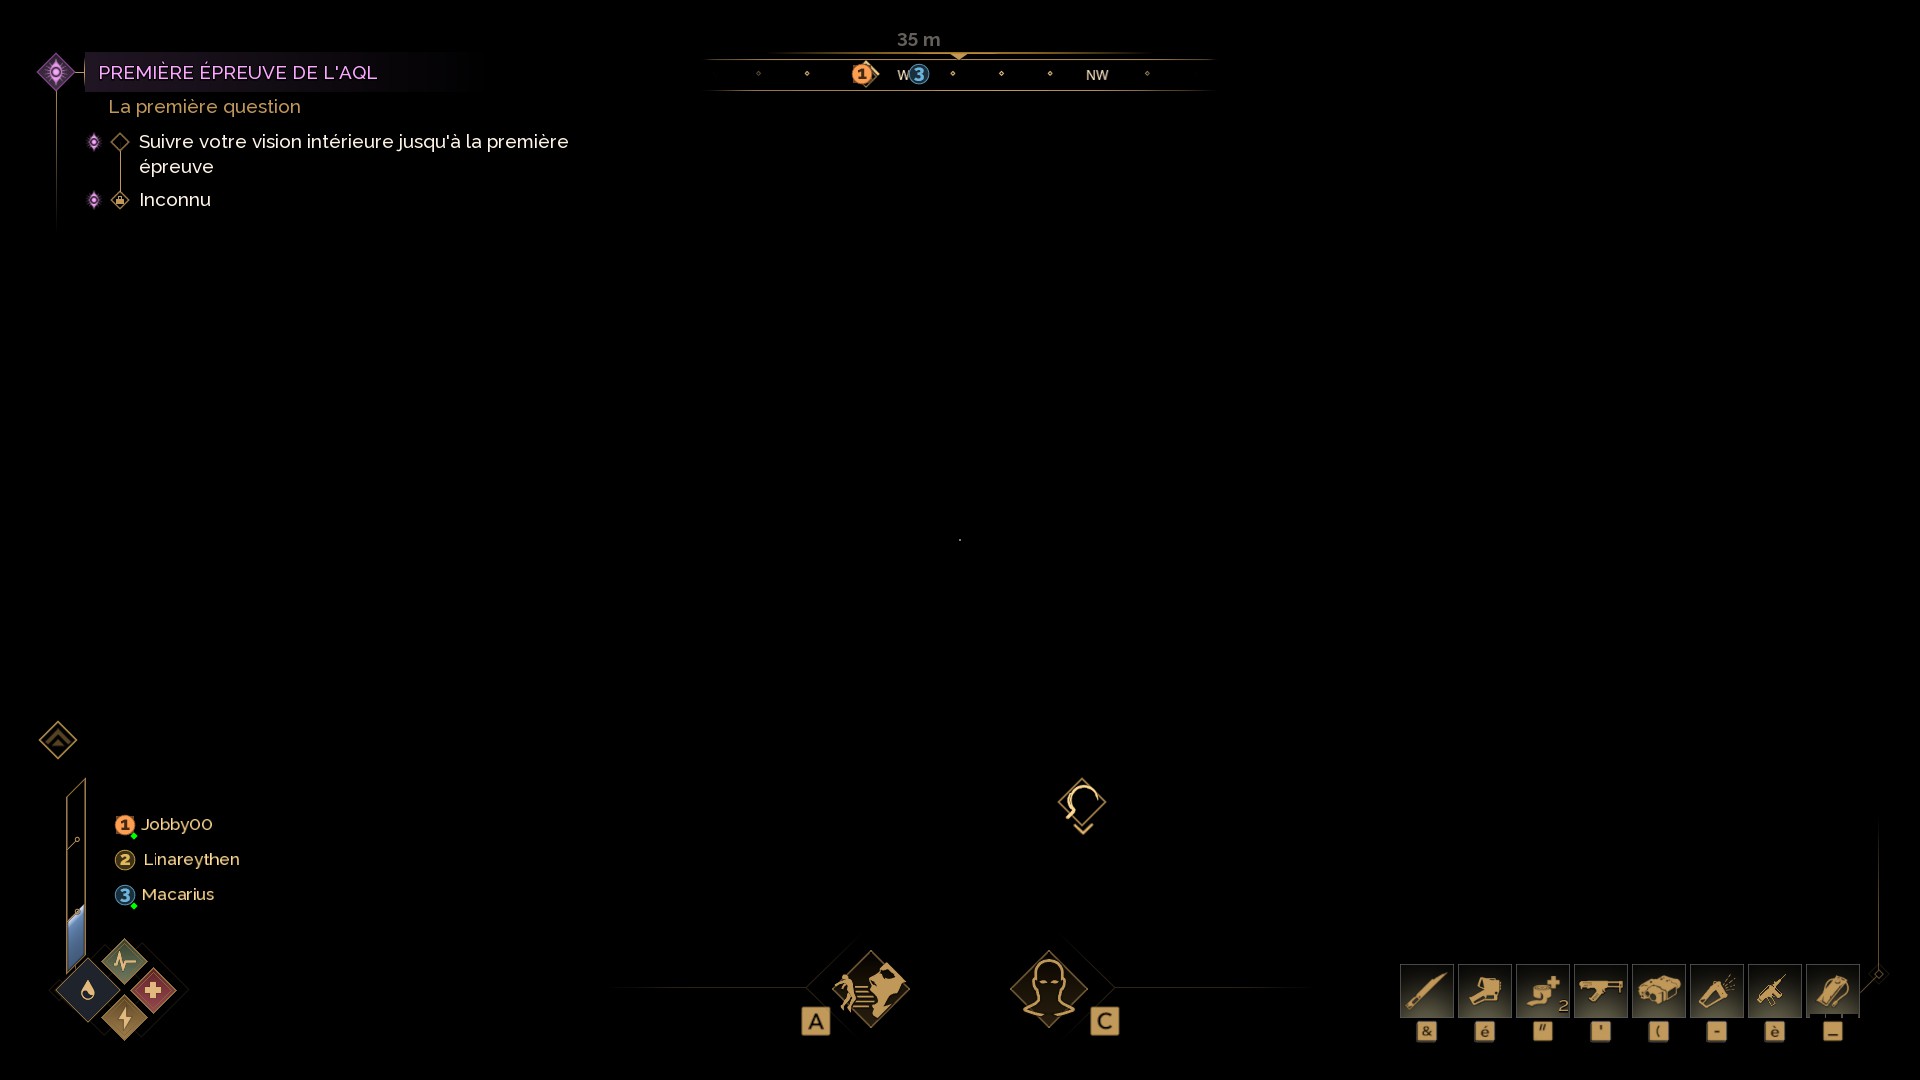 35 m
1 W 3 NW
PREMIÈRE ÉPREUVE DE L'AQL
La première question
Suivre votre vision intérieure jusqu'à la première
épreuve
Inconnu
1 Jobby00
2 Linareythen
3 Macarius
2
A C
& é " ' ( - è _